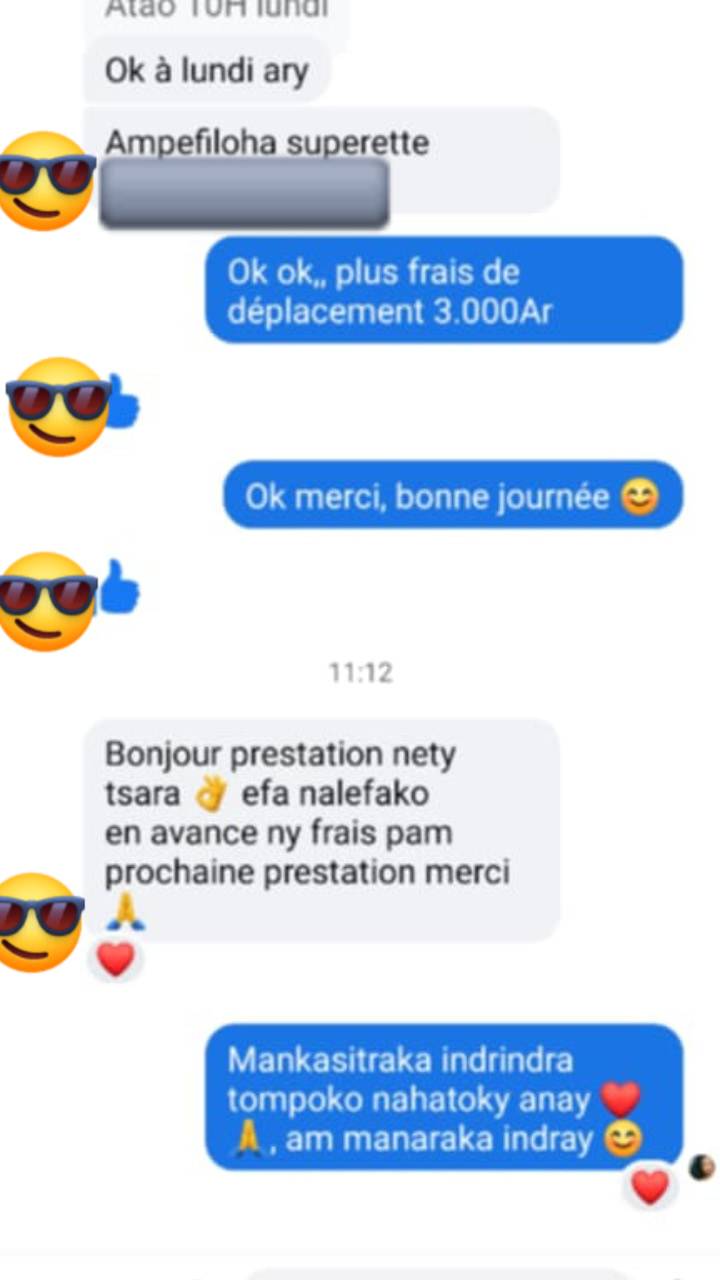 Atao 10H lundi
Ok à lundi ary
Ampefiloha superette
Ok ok,, plus frais de
déplacement 3.000Ar
Ok merci, bonne journée 😊
11:12
Bonjour prestation nety
tsara 👌 efa nalefako
en avance ny frais pam
prochaine prestation merci
🙏
Mankasitraka indrindra
tompoko nahatoky anay ❤️
🙏, am manaraka indray 😊